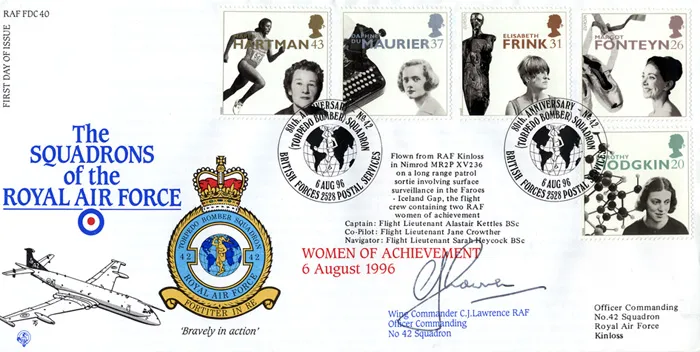 RAF FDC 40
FIRST DAY OF ISSUE
HARTMAN 43
DAPHNE
DU MAURIER 37
ELISABETH
FRINK 31
MARGOT
FONTEYN 26
DOROTHY
HODGKIN 20
80th. ANNIVERSARY - No. 42
(TORPEDO BOMBER) SQUADRON
6 AUG 96
BRITISH FORCES 2528 POSTAL SERVICES
80th. ANNIVERSARY - No. 42
(TORPEDO BOMBER) SQUADRON
6 AUG 96
BRITISH FORCES 2528 POSTAL SERVICES
The
SQUADRONS
of the
ROYAL AIR FORCE
TORPEDO BOMBER SQUADRON
42 42
ROYAL AIR FORCE
FORTITER IN RE
'Bravely in action'
Flown from RAF Kinloss
in Nimrod MR2P XV236
on a long range patrol
sortie involving surface
surveillance in the Faroes
- Iceland Gap, the flight
crew containing two RAF
women of achievement
Captain: Flight Lieutenant Alastair Kettles BSc
Co-Pilot: Flight Lieutenant Jane Crowther
Navigator: Flight Lieutenant Sarah Heycock BSc
WOMEN OF ACHIEVEMENT
6 August 1996
Wing Commander C.J.Lawrence RAF
Officer Commanding
No 42 Squadron
Officer Commanding
No.42 Squadron
Royal Air Force
Kinloss